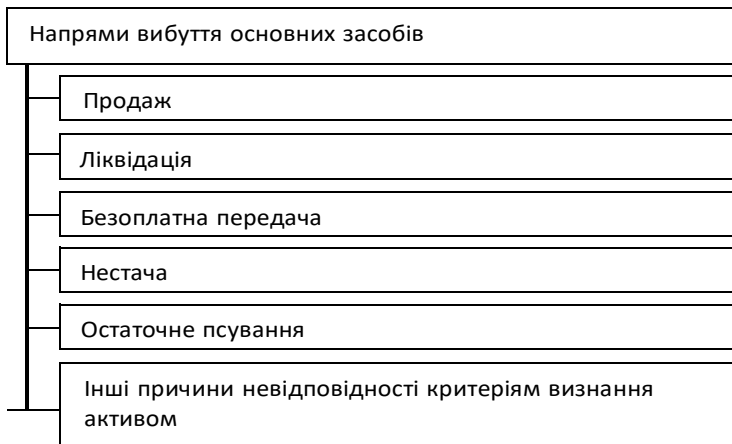 Напрями вибуття основних засобів
Продаж
Ліквідація
Безоплатна передача
Нестача
Остаточне псування
Інші причини невідповідності критеріям визнання
активом